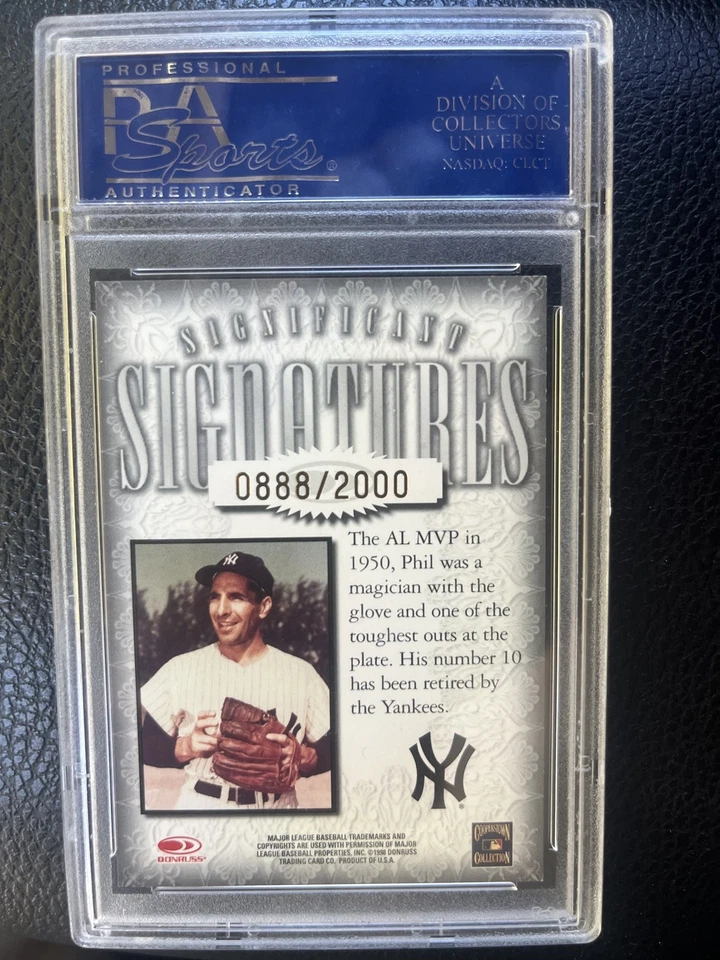 PROFESSIONAL
PSA
Sports®
AUTHENTICATOR
A
DIVISION OF
COLLECTORS
UNIVERSE
NASDAQ: CLCT
SIGNIFICANT
SIGNATURES
0888/2000
The AL MVP in
1950, Phil was a
magician with the
glove and one of the
toughest outs at the
plate. His number 10
has been retired by
the Yankees.
NY
NY®
DONRUSS®
MAJOR LEAGUE BASEBALL TRADEMARKS AND
COPYRIGHTS ARE USED WITH PERMISSION OF MAJOR
LEAGUE BASEBALL PROPERTIES, INC. ©1998 DONRUSS
TRADING CARD CO. PRODUCT OF U.S.A.
COOPERSTOWN
COLLECTION